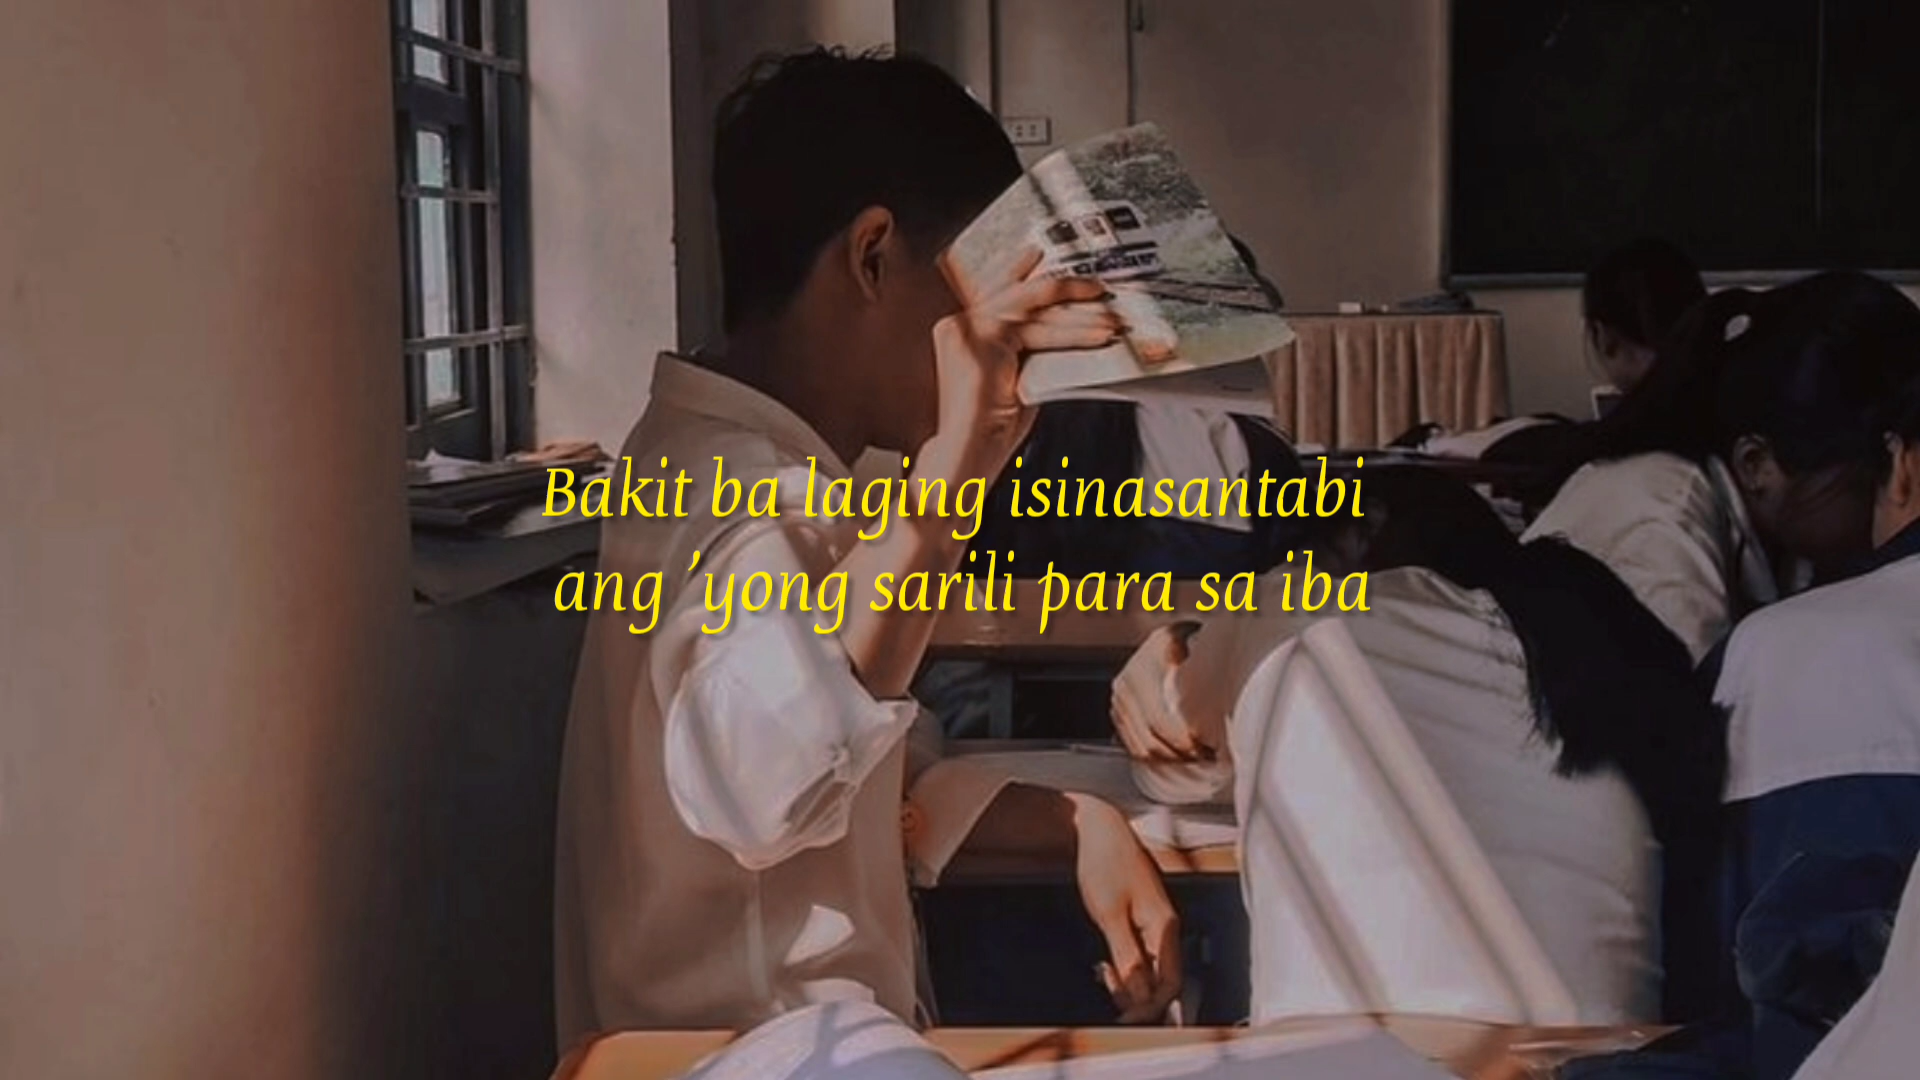 Bakit ba laging isinasantabi
ang ’yong sarili para sa iba